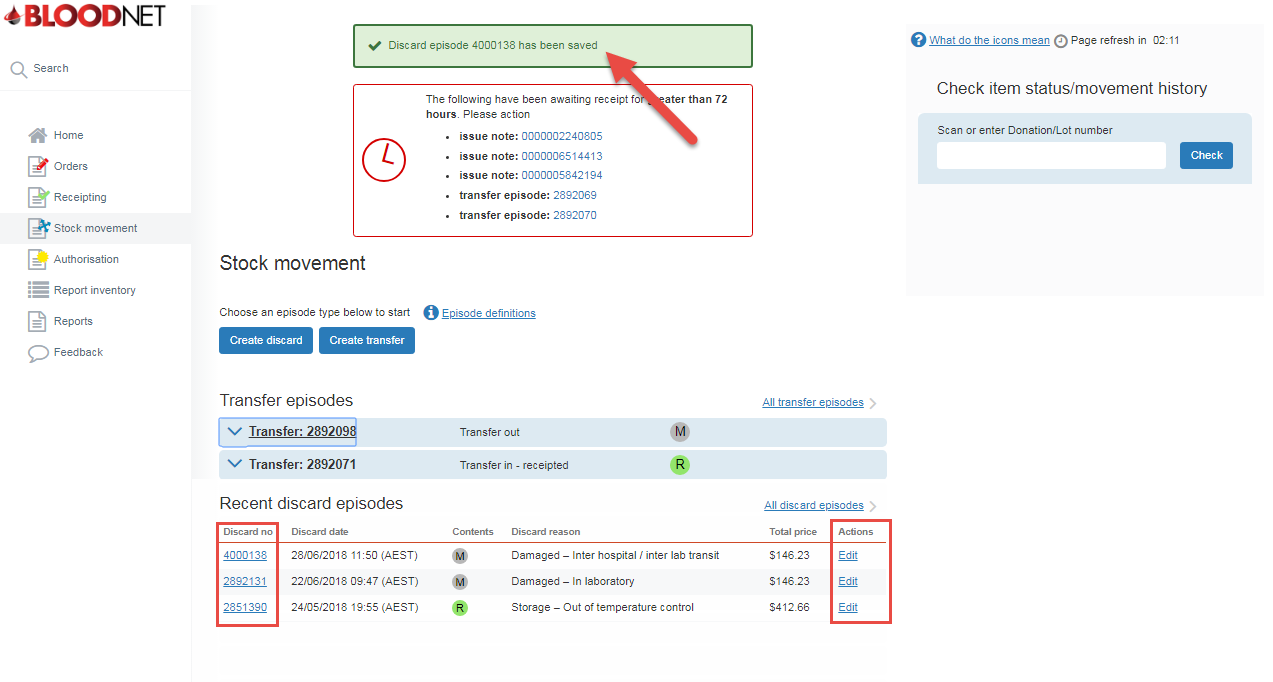 BLOODNET
Search
Home
Orders
Receipting
Stock movement
Authorisation
Report inventory
Reports
Feedback
Discard episode 4000138 has been saved
The following have been awaiting receipt for greater than 72
hours. Please action
• issue note: 0000002240805
• issue note: 0000006514413
• issue note: 0000005842194
• transfer episode: 2892069
• transfer episode: 2892070
Stock movement
Choose an episode type below to start
Episode definitions
Create discard
Create transfer
Transfer episodes
All transfer episodes
Transfer: 2892098 Transfer out M
Transfer: 2892071 Transfer in - receipted R
Recent discard episodes
All discard episodes
Discard no Discard date Contents Discard reason Total price Actions
4000138 28/06/2018 11:50 (AEST) M Damaged – Inter hospital / inter lab transit $146.23 Edit
2892131 22/06/2018 09:47 (AEST) M Damaged – In laboratory $146.23 Edit
2851390 24/05/2018 19:55 (AEST) R Storage – Out of temperature control $412.66 Edit
? What do the icons mean Page refresh in 02:11
Check item status/movement history
Scan or enter Donation/Lot number
Check